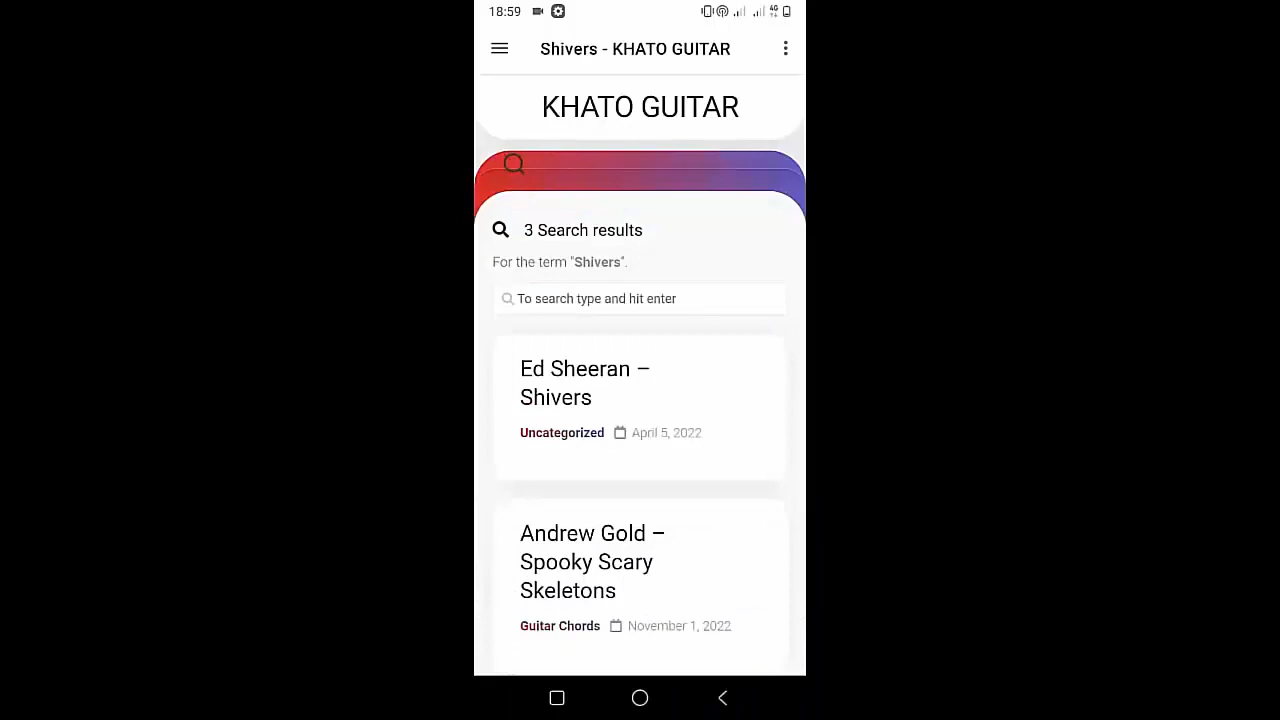 18:59
4G
Shivers - KHATO GUITAR
KHATO GUITAR
3 Search results
For the term "Shivers".
To search type and hit enter
Ed Sheeran –
Shivers
Uncategorized April 5, 2022
Andrew Gold –
Spooky Scary
Skeletons
Guitar Chords November 1, 2022